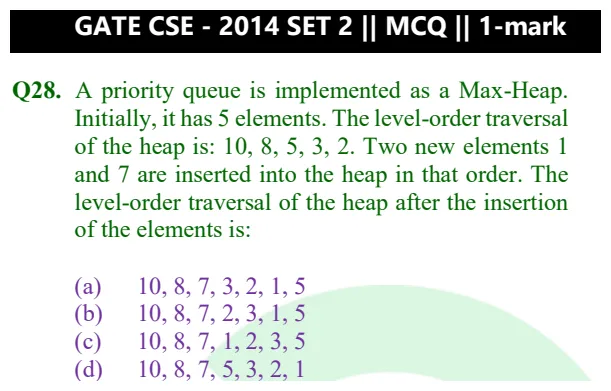 GATE CSE - 2014 SET 2 || MCQ || 1-mark
Q28. A priority queue is implemented as a Max-Heap.
Initially, it has 5 elements. The level-order traversal
of the heap is: 10, 8, 5, 3, 2. Two new elements 1
and 7 are inserted into the heap in that order. The
level-order traversal of the heap after the insertion
of the elements is:
(a) 10, 8, 7, 3, 2, 1, 5
(b) 10, 8, 7, 2, 3, 1, 5
(c) 10, 8, 7, 1, 2, 3, 5
(d) 10, 8, 7, 5, 3, 2, 1